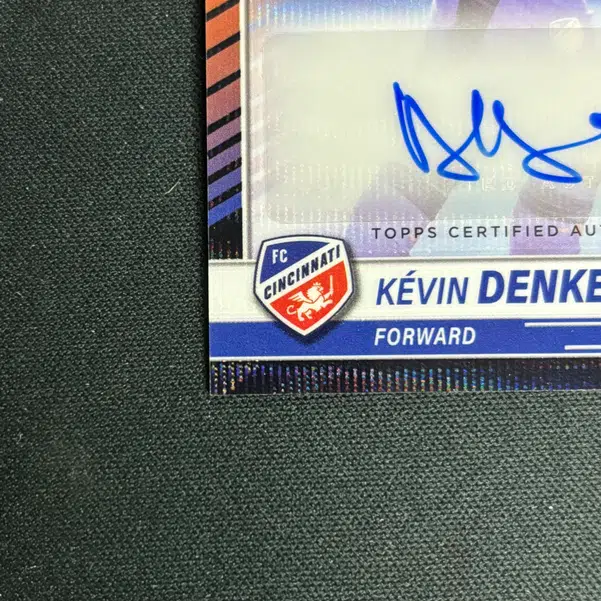 TOPPS CERTIFIED AUT
FC
CINCINNATI
KÉVIN DENKE
FORWARD